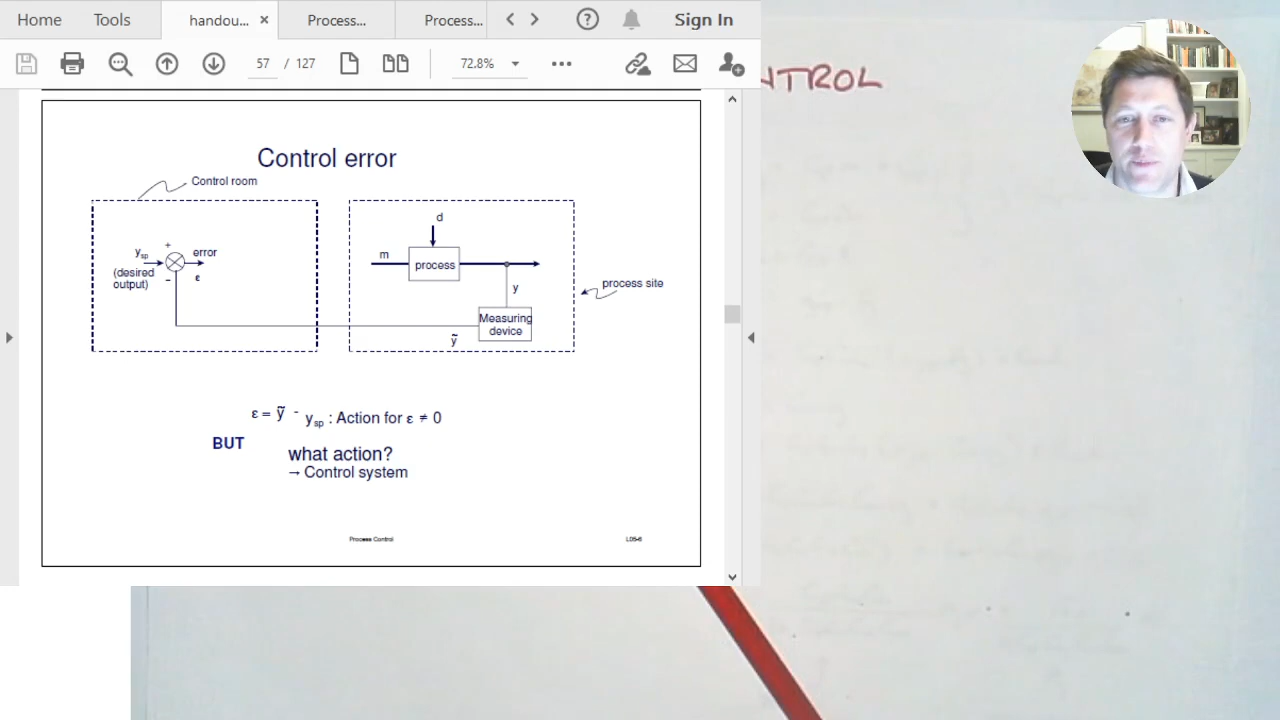 Home Tools handou... × Process... Process... ? Sign In
57 / 127 72.8% •••
NTROL
Control error
Control room
d
m
process
y
Measuring
device
ỹ
process site
ysp
+
error
(desired
output)
−
ε
ε = ỹ - ysp : Action for ε ≠ 0
BUT
what action?
→ Control system
Process Control
L05-6